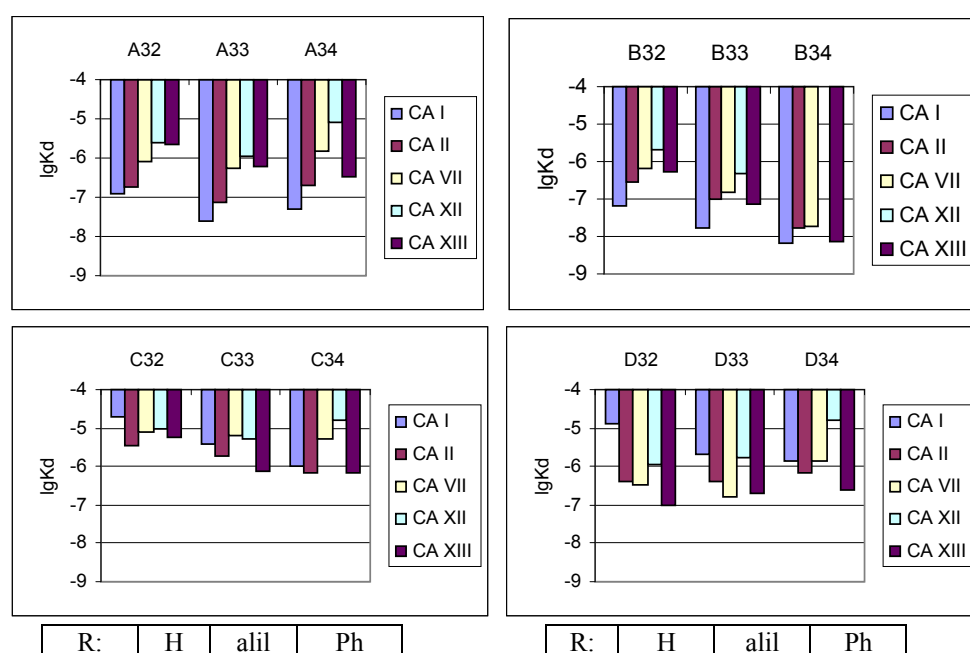 A32 A33 A34
-4
-5
-6
-7
-8
-9
lgKd
CA I
CA II
CA VII
CA XII
CA XIII
B32 B33 B34
-4
-5
-6
-7
-8
-9
lgKd
CA I
CA II
CA VII
CA XII
CA XIII
C32 C33 C34
-4
-5
-6
-7
-8
-9
lgKd
CA I
CA II
CA VII
CA XII
CA XIII
D32 D33 D34
-4
-5
-6
-7
-8
-9
lgKd
CA I
CA II
CA VII
CA XII
CA XIII
R: H alil Ph
R: H alil Ph